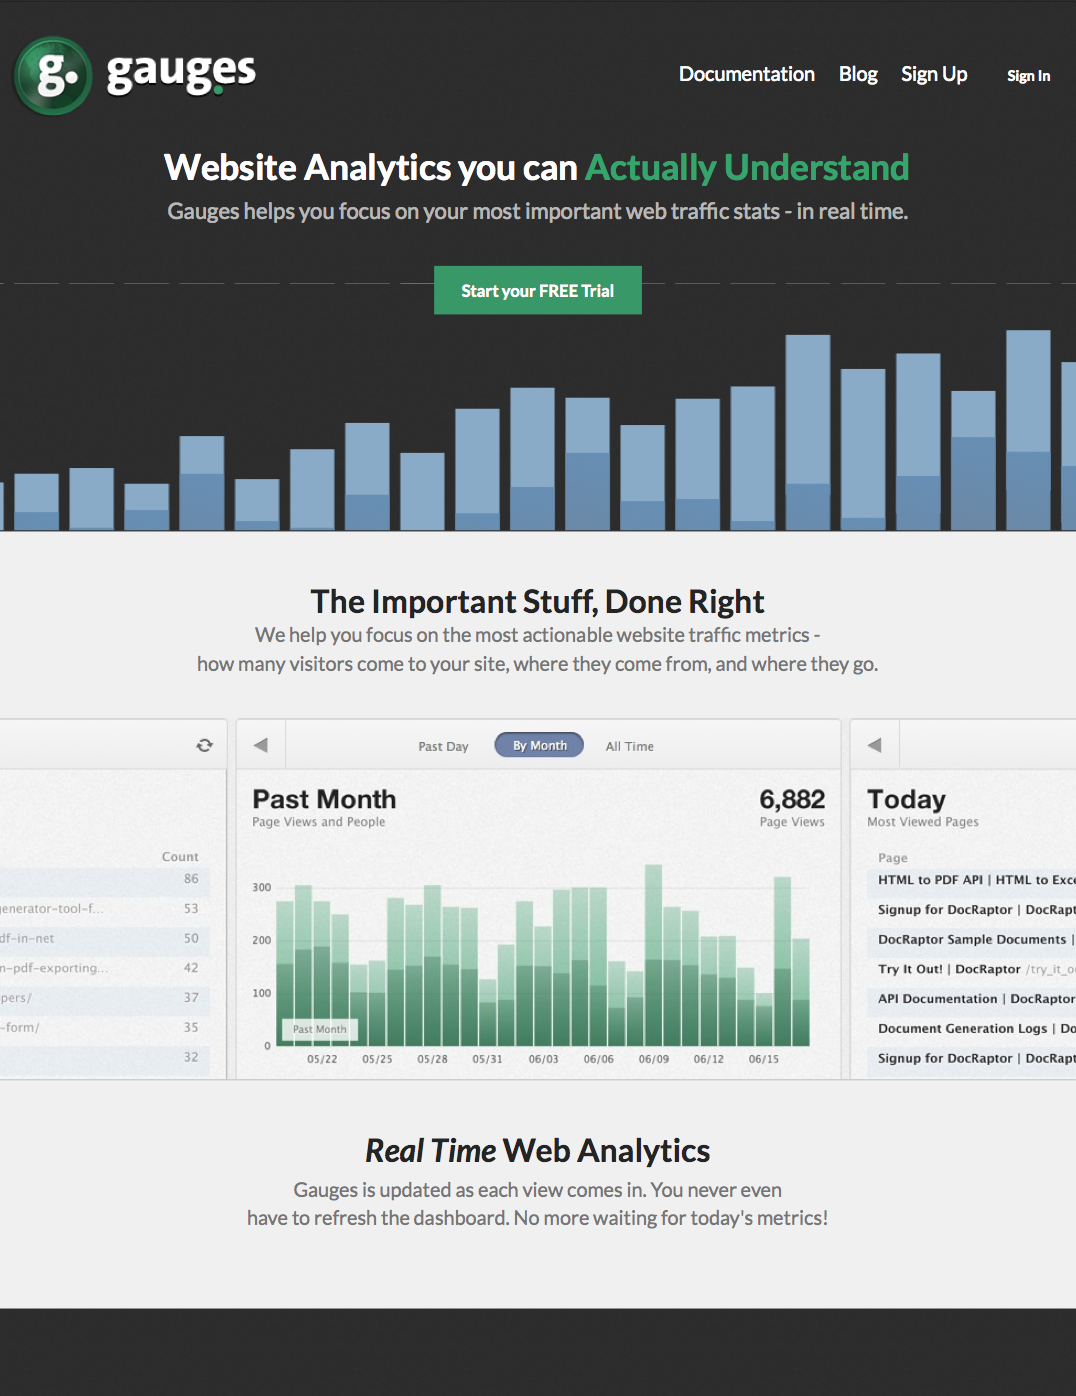 g. gauges
Documentation Blog Sign Up Sign In
Website Analytics you can Actually Understand
Gauges helps you focus on your most important web traffic stats - in real time.
Start your FREE Trial
The Important Stuff, Done Right
We help you focus on the most actionable website traffic metrics -
how many visitors come to your site, where they come from, and where they go.
Count
86
enerator-tool-f... 53
df-in-net 50
n-pdf-exporting... 42
pers/ 37
-form/ 35
32
Past Day By Month All Time
Past Month 6,882
Page Views and People Page Views
300
200
100
0
Past Month
05/22 05/25 05/28 05/31 06/03 06/06 06/09 06/12 06/15
Today
Most Viewed Pages
Page
HTML to PDF API | HTML to Exce
Signup for DocRaptor | DocRapt
DocRaptor Sample Documents |
Try It Out! | DocRaptor /try_it_ou
API Documentation | DocRaptor
Document Generation Logs | Do
Signup for DocRaptor | DocRapt
Real Time Web Analytics
Gauges is updated as each view comes in. You never even
have to refresh the dashboard. No more waiting for today's metrics!